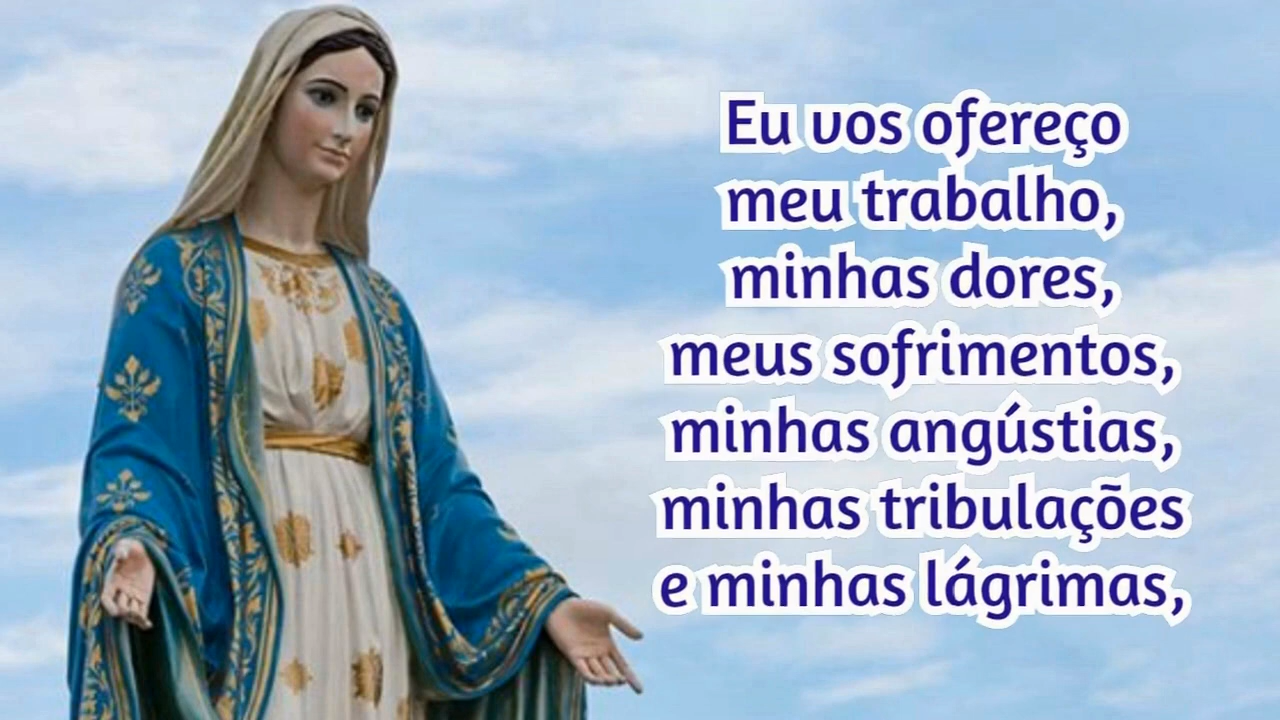 Eu vos ofereço
meu trabalho,
minhas dores,
meus sofrimentos,
minhas angústias,
minhas tribulações
e minhas lágrimas,